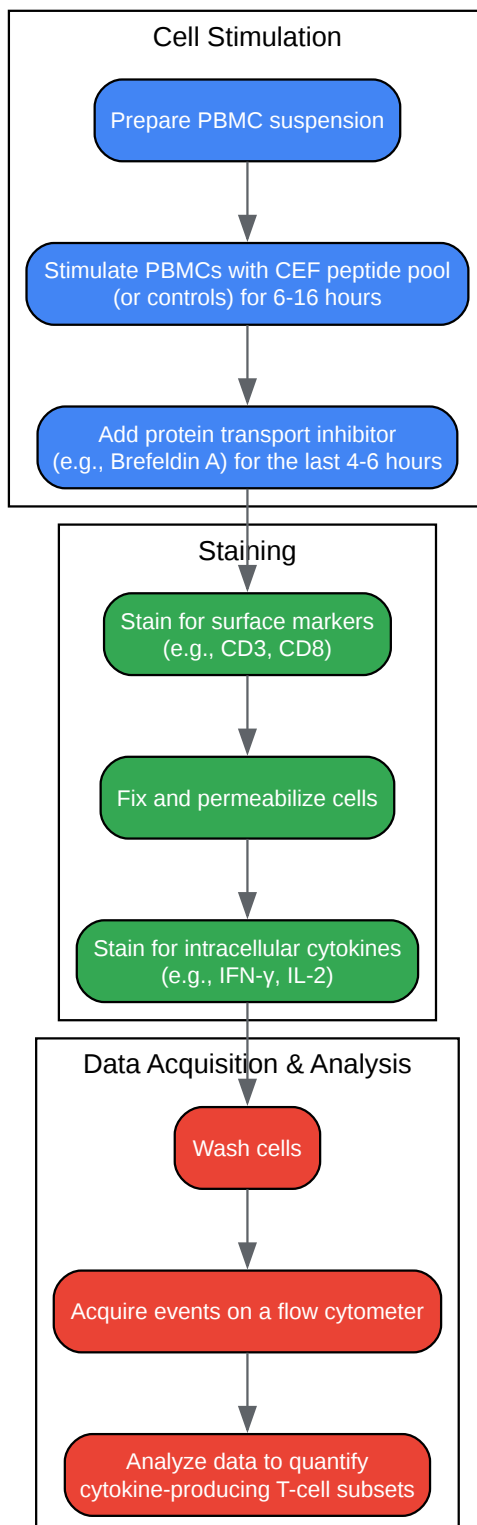 Cell Stimulation
Prepare PBMC suspension
Stimulate PBMCs with CEF peptide pool
(or controls) for 6-16 hours
Add protein transport inhibitor
(e.g., Brefeldin A) for the last 4-6 hours
Staining
Stain for surface markers
(e.g., CD3, CD8)
Fix and permeabilize cells
Stain for intracellular cytokines
(e.g., IFN-γ, IL-2)
Data Acquisition & Analysis
Wash cells
Acquire events on a flow cytometer
Analyze data to quantify
cytokine-producing T-cell subsets